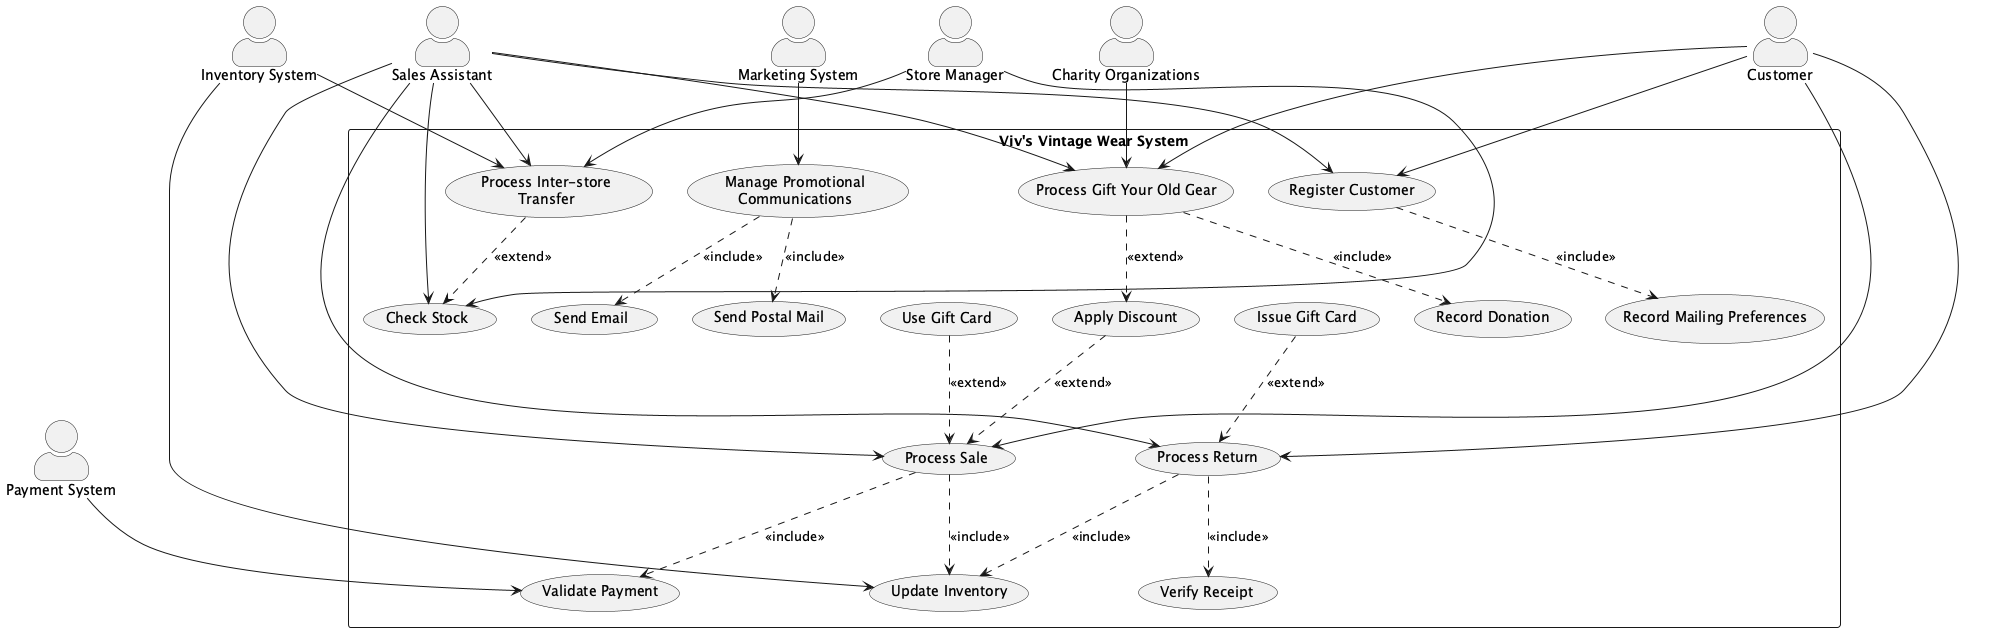 Inventory System
Sales Assistant
Marketing System
Store Manager
Charity Organizations
Customer
Viv's Vintage Wear System
Process Inter-store
Transfer
Manage Promotional
Communications
Process Gift Your Old Gear
Register Customer
«extend»
«include»
«include»
«extend»
«include»
«include»
Check Stock
Send Email
Send Postal Mail
Use Gift Card
Apply Discount
Issue Gift Card
Record Donation
Record Mailing Preferences
«extend»
«extend»
«extend»
Process Sale
Process Return
Payment System
«include»
«include»
«include»
«include»
Validate Payment
Update Inventory
Verify Receipt